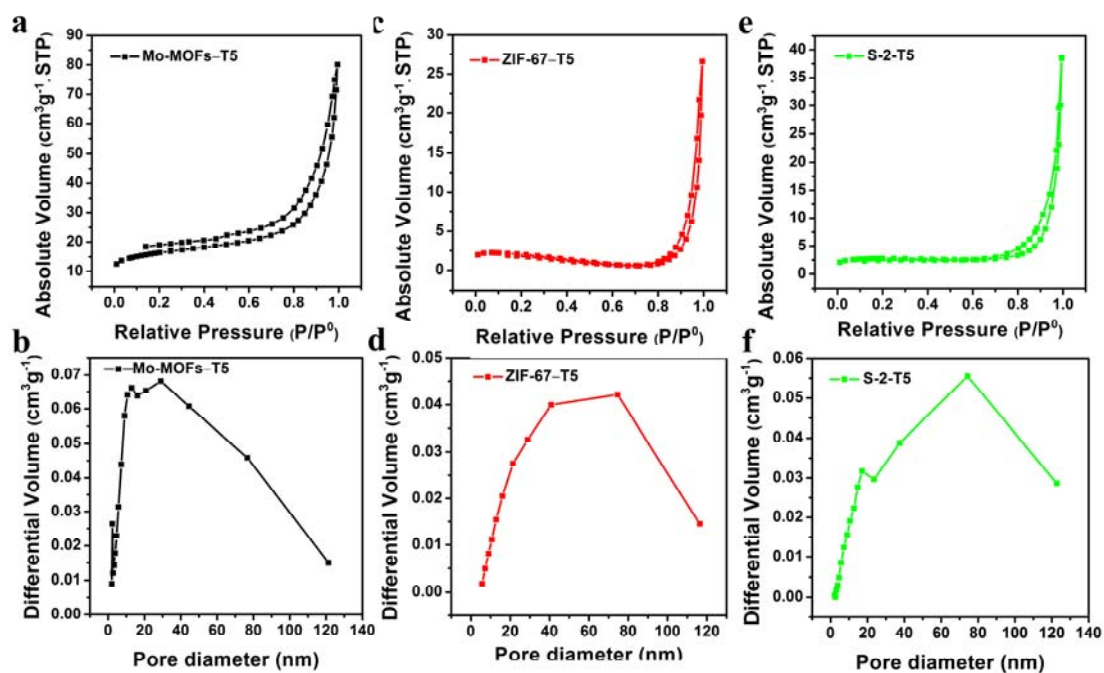 a
Mo-MOFs–T5
Absolute Volume (cm³g⁻¹.STP)
90
80
70
60
50
40
30
20
10
0.0 0.2 0.4 0.6 0.8 1.0
Relative Pressure (P/P⁰)
c
ZIF-67–T5
Absolute Volume (cm³g⁻¹.STP)
30
25
20
15
10
5
0
0.0 0.2 0.4 0.6 0.8 1.0
Relative Pressure (P/P⁰)
e
S-2-T5
Absolute Volume (cm³g⁻¹.STP)
40
35
30
25
20
15
10
5
0
0.0 0.2 0.4 0.6 0.8 1.0
Relative Pressure (P/P⁰)
b
Mo-MOFs–T5
Differential Volume (cm³g⁻¹)
0.07
0.06
0.05
0.04
0.03
0.02
0.01
0.00
0 20 40 60 80 100 120 140
Pore diameter (nm)
d
ZIF-67–T5
Differential Volume (cm³g⁻¹)
0.05
0.04
0.03
0.02
0.01
0.00
0 20 40 60 80 100 120
Pore diameter (nm)
f
S-2-T5
Differential Volume (cm³g⁻¹)
0.06
0.05
0.04
0.03
0.02
0.01
0.00
0 20 40 60 80 100 120 140
Pore diameter (nm)